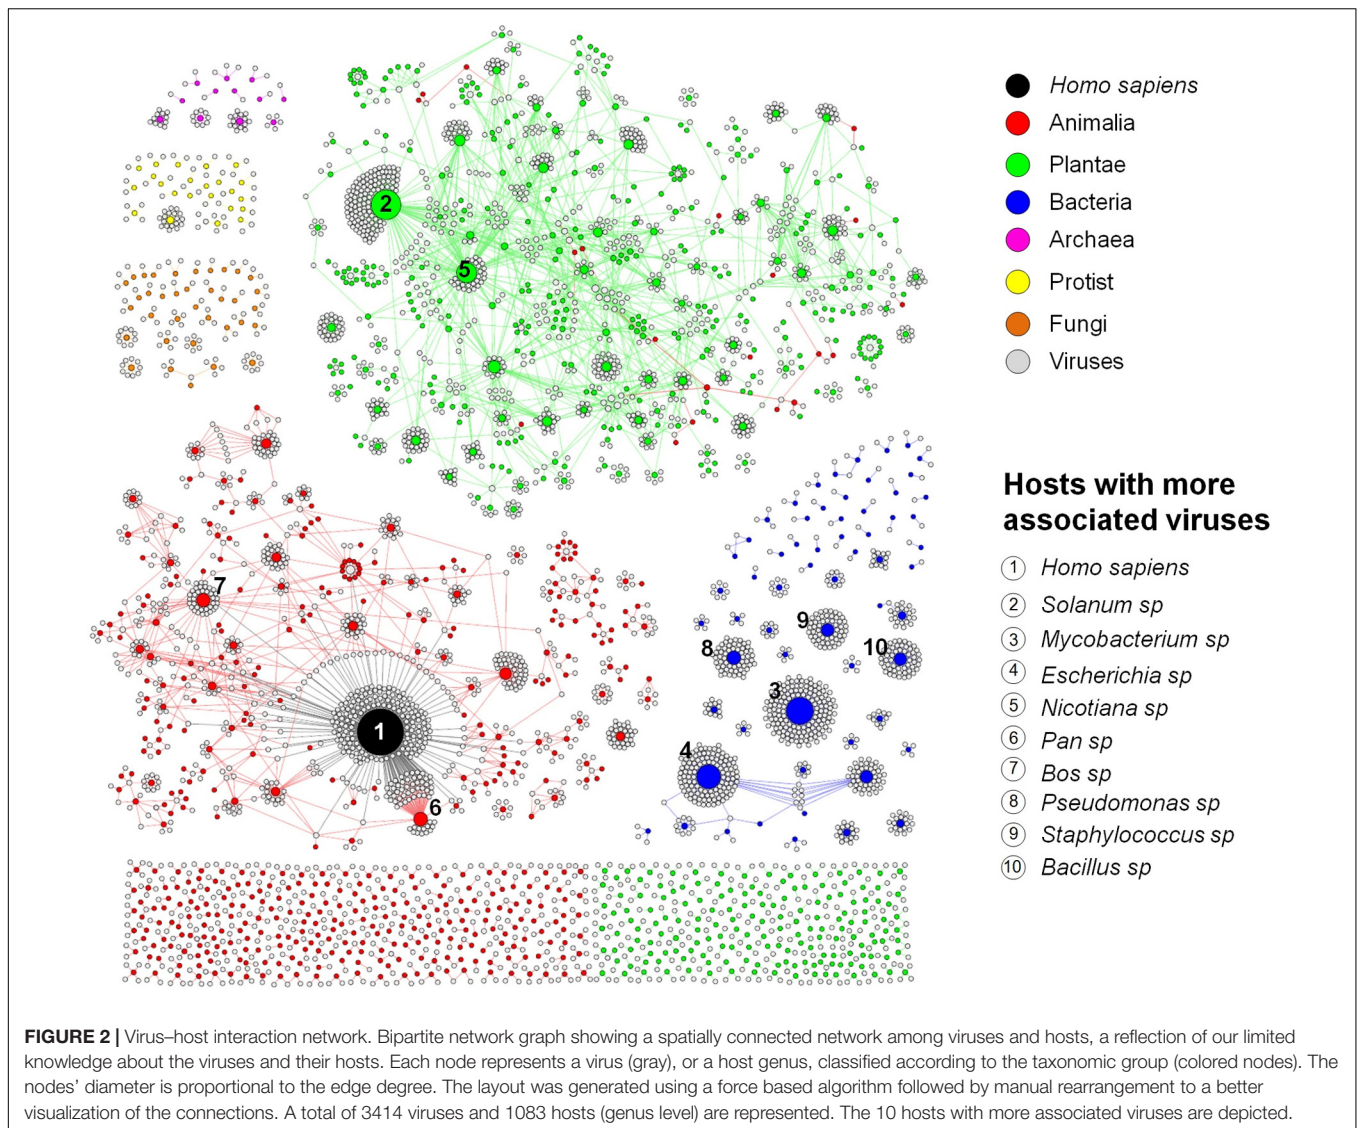 Homo sapiens
Animalia
Plantae
Bacteria
Archaea
Protist
Fungi
Viruses
Hosts with more
associated viruses
1 Homo sapiens
2 Solanum sp
3 Mycobacterium sp
4 Escherichia sp
5 Nicotiana sp
6 Pan sp
7 Bos sp
8 Pseudomonas sp
9 Staphylococcus sp
10 Bacillus sp
2
5
7
9
8
10
3
1
4
6
FIGURE 2 | Virus–host interaction network. Bipartite network graph showing a spatially connected network among viruses and hosts, a reflection of our limited
knowledge about the viruses and their hosts. Each node represents a virus (gray), or a host genus, classified according to the taxonomic group (colored nodes). The
nodes’ diameter is proportional to the edge degree. The layout was generated using a force based algorithm followed by manual rearrangement to a better
visualization of the connections. A total of 3414 viruses and 1083 hosts (genus level) are represented. The 10 hosts with more associated viruses are depicted.